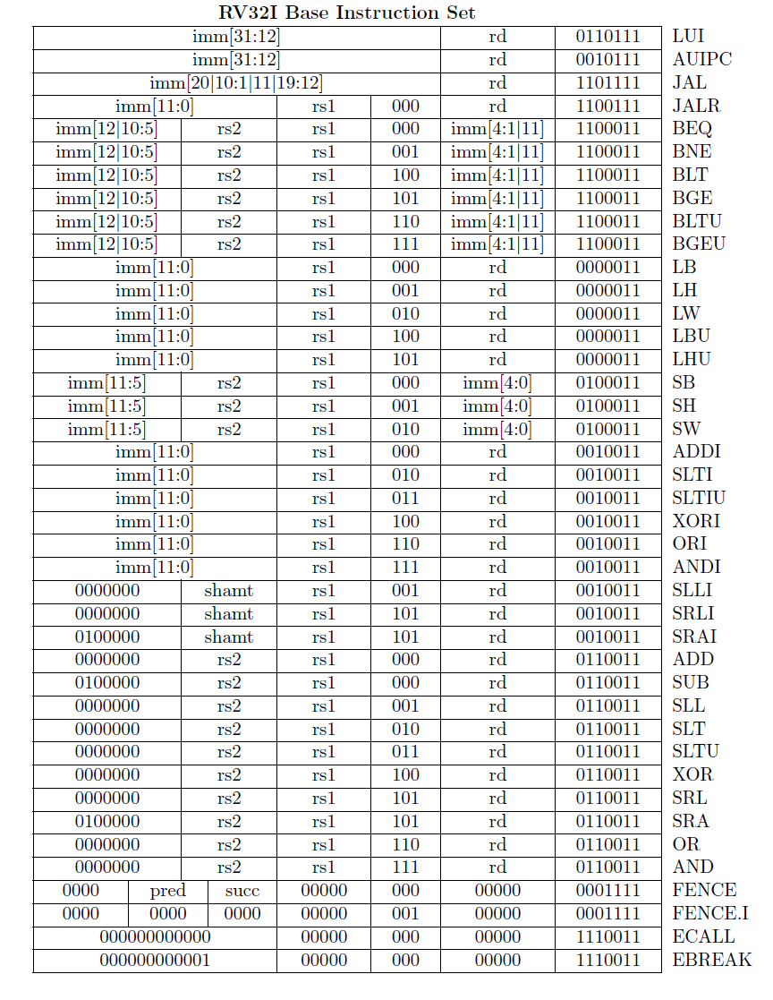 RV32I Base Instruction Set
imm[31:12] rd 0110111 LUI
imm[31:12] rd 0010111 AUIPC
imm[20|10:1|11|19:12] rd 1101111 JAL
imm[11:0] rs1 000 rd 1100111 JALR
imm[12|10:5] rs2 rs1 000 imm[4:1|11] 1100011 BEQ
imm[12|10:5] rs2 rs1 001 imm[4:1|11] 1100011 BNE
imm[12|10:5] rs2 rs1 100 imm[4:1|11] 1100011 BLT
imm[12|10:5] rs2 rs1 101 imm[4:1|11] 1100011 BGE
imm[12|10:5] rs2 rs1 110 imm[4:1|11] 1100011 BLTU
imm[12|10:5] rs2 rs1 111 imm[4:1|11] 1100011 BGEU
imm[11:0] rs1 000 rd 0000011 LB
imm[11:0] rs1 001 rd 0000011 LH
imm[11:0] rs1 010 rd 0000011 LW
imm[11:0] rs1 100 rd 0000011 LBU
imm[11:0] rs1 101 rd 0000011 LHU
imm[11:5] rs2 rs1 000 imm[4:0] 0100011 SB
imm[11:5] rs2 rs1 001 imm[4:0] 0100011 SH
imm[11:5] rs2 rs1 010 imm[4:0] 0100011 SW
imm[11:0] rs1 000 rd 0010011 ADDI
imm[11:0] rs1 010 rd 0010011 SLTI
imm[11:0] rs1 011 rd 0010011 SLTIU
imm[11:0] rs1 100 rd 0010011 XORI
imm[11:0] rs1 110 rd 0010011 ORI
imm[11:0] rs1 111 rd 0010011 ANDI
0000000 shamt rs1 001 rd 0010011 SLLI
0000000 shamt rs1 101 rd 0010011 SRLI
0100000 shamt rs1 101 rd 0010011 SRAI
0000000 rs2 rs1 000 rd 0110011 ADD
0100000 rs2 rs1 000 rd 0110011 SUB
0000000 rs2 rs1 001 rd 0110011 SLL
0000000 rs2 rs1 010 rd 0110011 SLT
0000000 rs2 rs1 011 rd 0110011 SLTU
0000000 rs2 rs1 100 rd 0110011 XOR
0000000 rs2 rs1 101 rd 0110011 SRL
0100000 rs2 rs1 101 rd 0110011 SRA
0000000 rs2 rs1 110 rd 0110011 OR
0000000 rs2 rs1 111 rd 0110011 AND
0000 pred succ 00000 000 00000 0001111 FENCE
0000 0000 0000 00000 001 00000 0001111 FENCE.I
000000000000 00000 000 00000 1110011 ECALL
000000000001 00000 000 00000 1110011 EBREAK